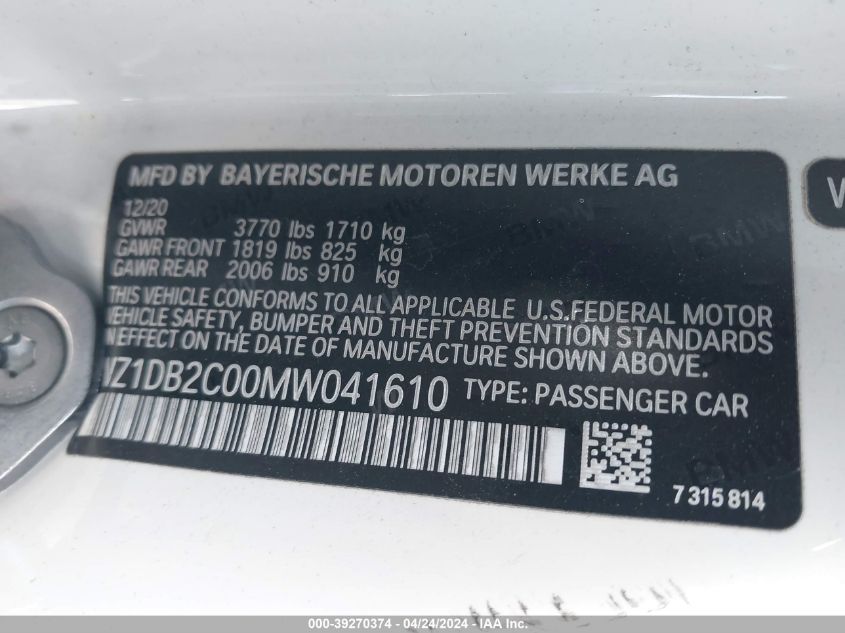 MFD BY BAYERISCHE MOTOREN WERKE AG
12/20
GVWR 3770 lbs 1710 kg
GAWR FRONT 1819 lbs 825 kg
GAWR REAR 2006 lbs 910 kg
THIS VEHICLE CONFORMS TO ALL APPLICABLE U.S.FEDERAL MOTOR
VEHICLE SAFETY, BUMPER AND THEFT PREVENTION STANDARDS
IN EFFECT ON THE DATE OF MANUFACTURE SHOWN ABOVE.
WZ1DB2C00MW041610 TYPE: PASSENGER CAR
7 315 814
V
BMW
000-39270374 - 04/24/2024 - IAA Inc.